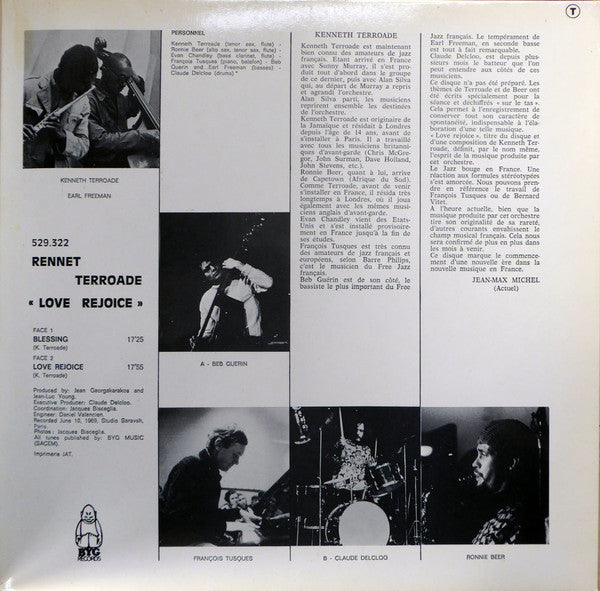 T
PERSONNEL
Kenneth Terroade (tenor sax, flute) -
Ronnie Beer (alto sax, tenor sax, flute) -
Evan Chandley (bass clarinet, flute) -
François Tusques (piano, balafon) - Beb
Guerin and Earl Freeman (basses) -
Claude Delcloo (drums)
KENNETH TERROADE
EARL FREEMAN
529.322
RENNET
TERROADE
« LOVE REJOICE »
FACE 1
BLESSING 17'25
(K. Terroade)
FACE 2
LOVE REJOICE 17'55
(K. Terroade)
Produced by: Jean Georgakarakos and
Jean-Luc Young.
Executive Producer: Claude Delcloo.
Coordination: Jacques Bisceglia.
Engineer: Daniel Valencien.
Recorded June 10, 1969, Studio Saravah,
Paris.
Photos: Jacques Bisceglia.
All tunes published by: BYG MUSIC
(SACEM).
Imprimerie JAT.
BYG
RECORDS
KENNETH TERROADE
Kenneth Terroade est maintenant
bien connu des amateurs de jazz
français. Etant arrivé en France
avec Sunny Murray, il s'est pro-
duit tout d'abord dans le groupe
de ce dernier, puis avec Alan Silva
qui, au départ de Murray a repris
et agrandi l'orchestre.
Alan Silva parti, les musiciens
reprirent ensemble les destinées
de l'orchestre.
Kenneth Terroade est originaire de
la Jamaïque et résidait à Londres
depuis l'âge de 14 ans, avant de
s'installer à Paris. Il a travaillé
avec tous les musiciens britanni-
ques d'avant-garde (Chris McGre-
gor, John Surman, Dave Holland,
John Stevens, etc.).
Ronnie Beer, quant à lui, arrive
de Capetown (Afrique du Sud).
Comme Terroade, avant de venir
s'installer en France, il résida très
longtemps à Londres, où il joua
également avec les mêmes musi-
ciens anglais d'avant-garde.
Evan Chandley vient des Etats-
Unis et s'est installé provisoire-
ment en France jusqu'à la fin de
ses études.
François Tusques est très connu
des amateurs de jazz français et
européens, selon Barre Philips,
c'est le musicien du Free Jazz
français.
Beb Guérin est de son côté, le
bassiste le plus important du Free
Jazz français. Le tempérament de
Earl Freeman, en seconde basse
est tout à fait remarquable.
Claude Delcloo, est depuis plu-
sieurs mois le batteur que l'on
peut entendre aux côtés de ces
musiciens.
Ce disque n'a pas été préparé. Les
thèmes de Terroade et de Beer ont
été écrits spécialement pour la
séance et déchiffrés « sur le tas ».
Cela permet à l'enregistrement de
conserver tout son caractère de
spontanéité, indispensable à l'éla-
boration d'une telle musique.
« Love rejoice », titre du disque et
d'une composition de Kenneth Ter-
roade, définit, par le nom même,
l'esprit de la musique produite par
cet orchestre.
Le Jazz bouge en France. Une
réaction aux formules stéréotypées
s'est amorcée. Nous pouvons pren-
dre en référence le travail de
François Tusques ou de Bernard
Vitet.
A l'heure actuelle, bien que la
musique produite par cet orchestre
tire son originalité de sa rareté,
d'autres courants envahissent le
champ musical français. Cela nous
sera confirmé de plus en plus dans
les mois à venir.
Ce disque marque le commence-
ment d'une nouvelle ère dans la
nouvelle musique en France.
JEAN-MAX MICHEL
(Actuel)
A - BEB GUERIN
FRANÇOIS TUSQUES
B - CLAUDE DELCLOO
RONNIE BEER